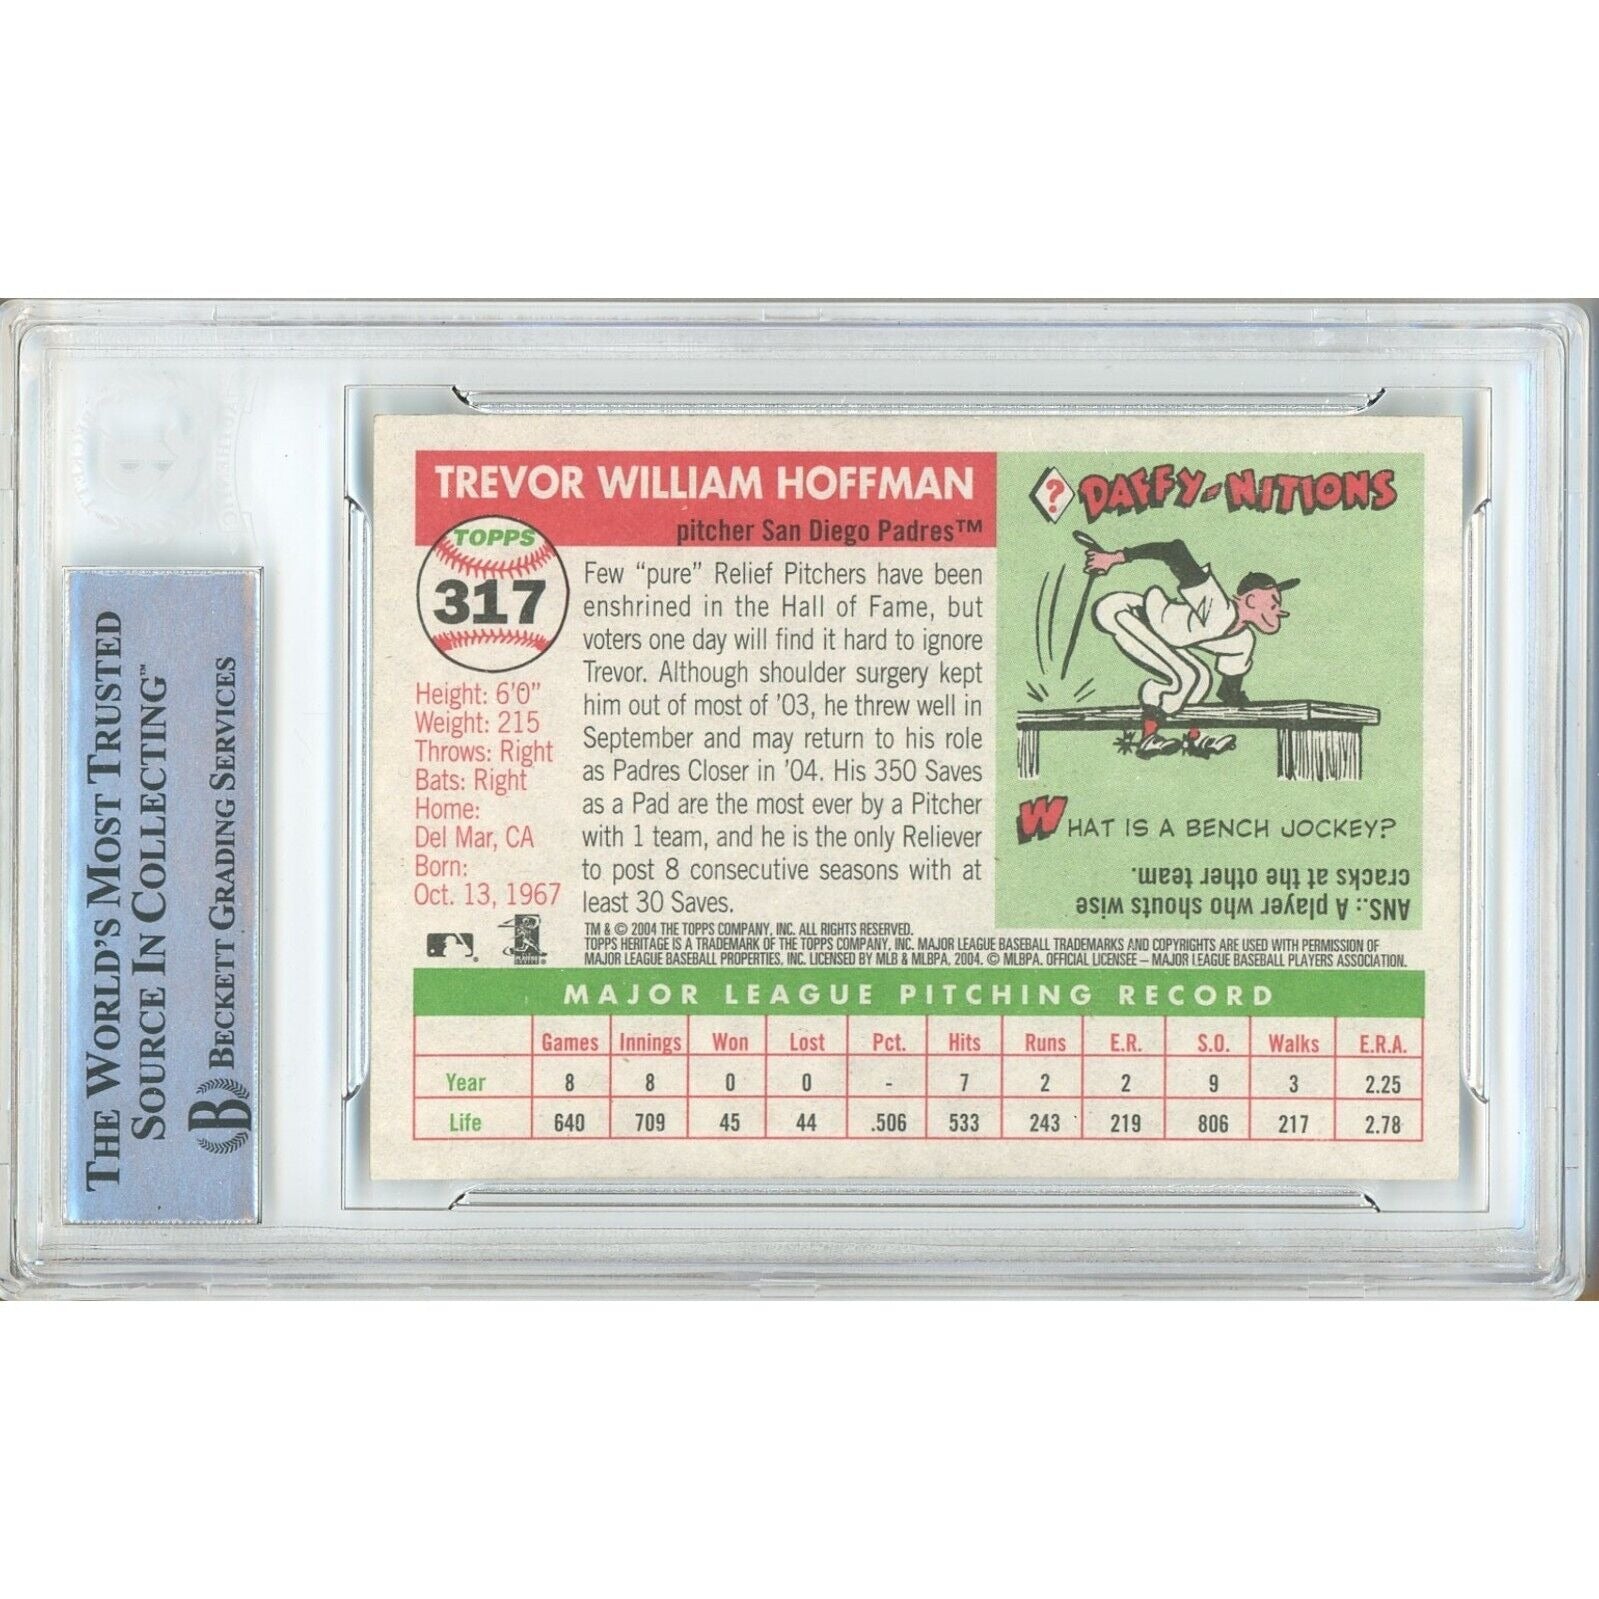 THE WORLD'S MOST TRUSTED
SOURCE IN COLLECTING™
BECKETT GRADING SERVICES
B
TREVOR WILLIAM HOFFMAN
pitcher San Diego Padres™
TOPPS
317
Height: 6'0"
Weight: 215
Throws: Right
Bats: Right
Home:
Del Mar, CA
Born:
Oct. 13, 1967
Few "pure" Relief Pitchers have been
enshrined in the Hall of Fame, but
voters one day will find it hard to ignore
Trevor. Although shoulder surgery kept
him out of most of '03, he threw well in
September and may return to his role
as Padres Closer in '04. His 350 Saves
as a Pad are the most ever by a Pitcher
with 1 team, and he is the only Reliever
to post 8 consecutive seasons with at
least 30 Saves.
? DAFFY-NITIONS
WHAT IS A BENCH JOCKEY?
ANS.: A player who shouts wise
cracks at the other team.
TM & © 2004 THE TOPPS COMPANY, INC. ALL RIGHTS RESERVED.
TOPPS HERITAGE IS A TRADEMARK OF THE TOPPS COMPANY, INC. MAJOR LEAGUE BASEBALL TRADEMARKS AND COPYRIGHTS ARE USED WITH PERMISSION OF
MAJOR LEAGUE BASEBALL PROPERTIES, INC. LICENSED BY MLB & MLBPA, 2004. © MLBPA. OFFICIAL LICENSEE – MAJOR LEAGUE BASEBALL PLAYERS ASSOCIATION.
MAJOR LEAGUE PITCHING RECORD
Games Innings Won Lost Pct. Hits Runs E.R. S.O. Walks E.R.A.
Year 8 8 0 0 - 7 2 2 9 3 2.25
Life 640 709 45 44 .506 533 243 219 806 217 2.78